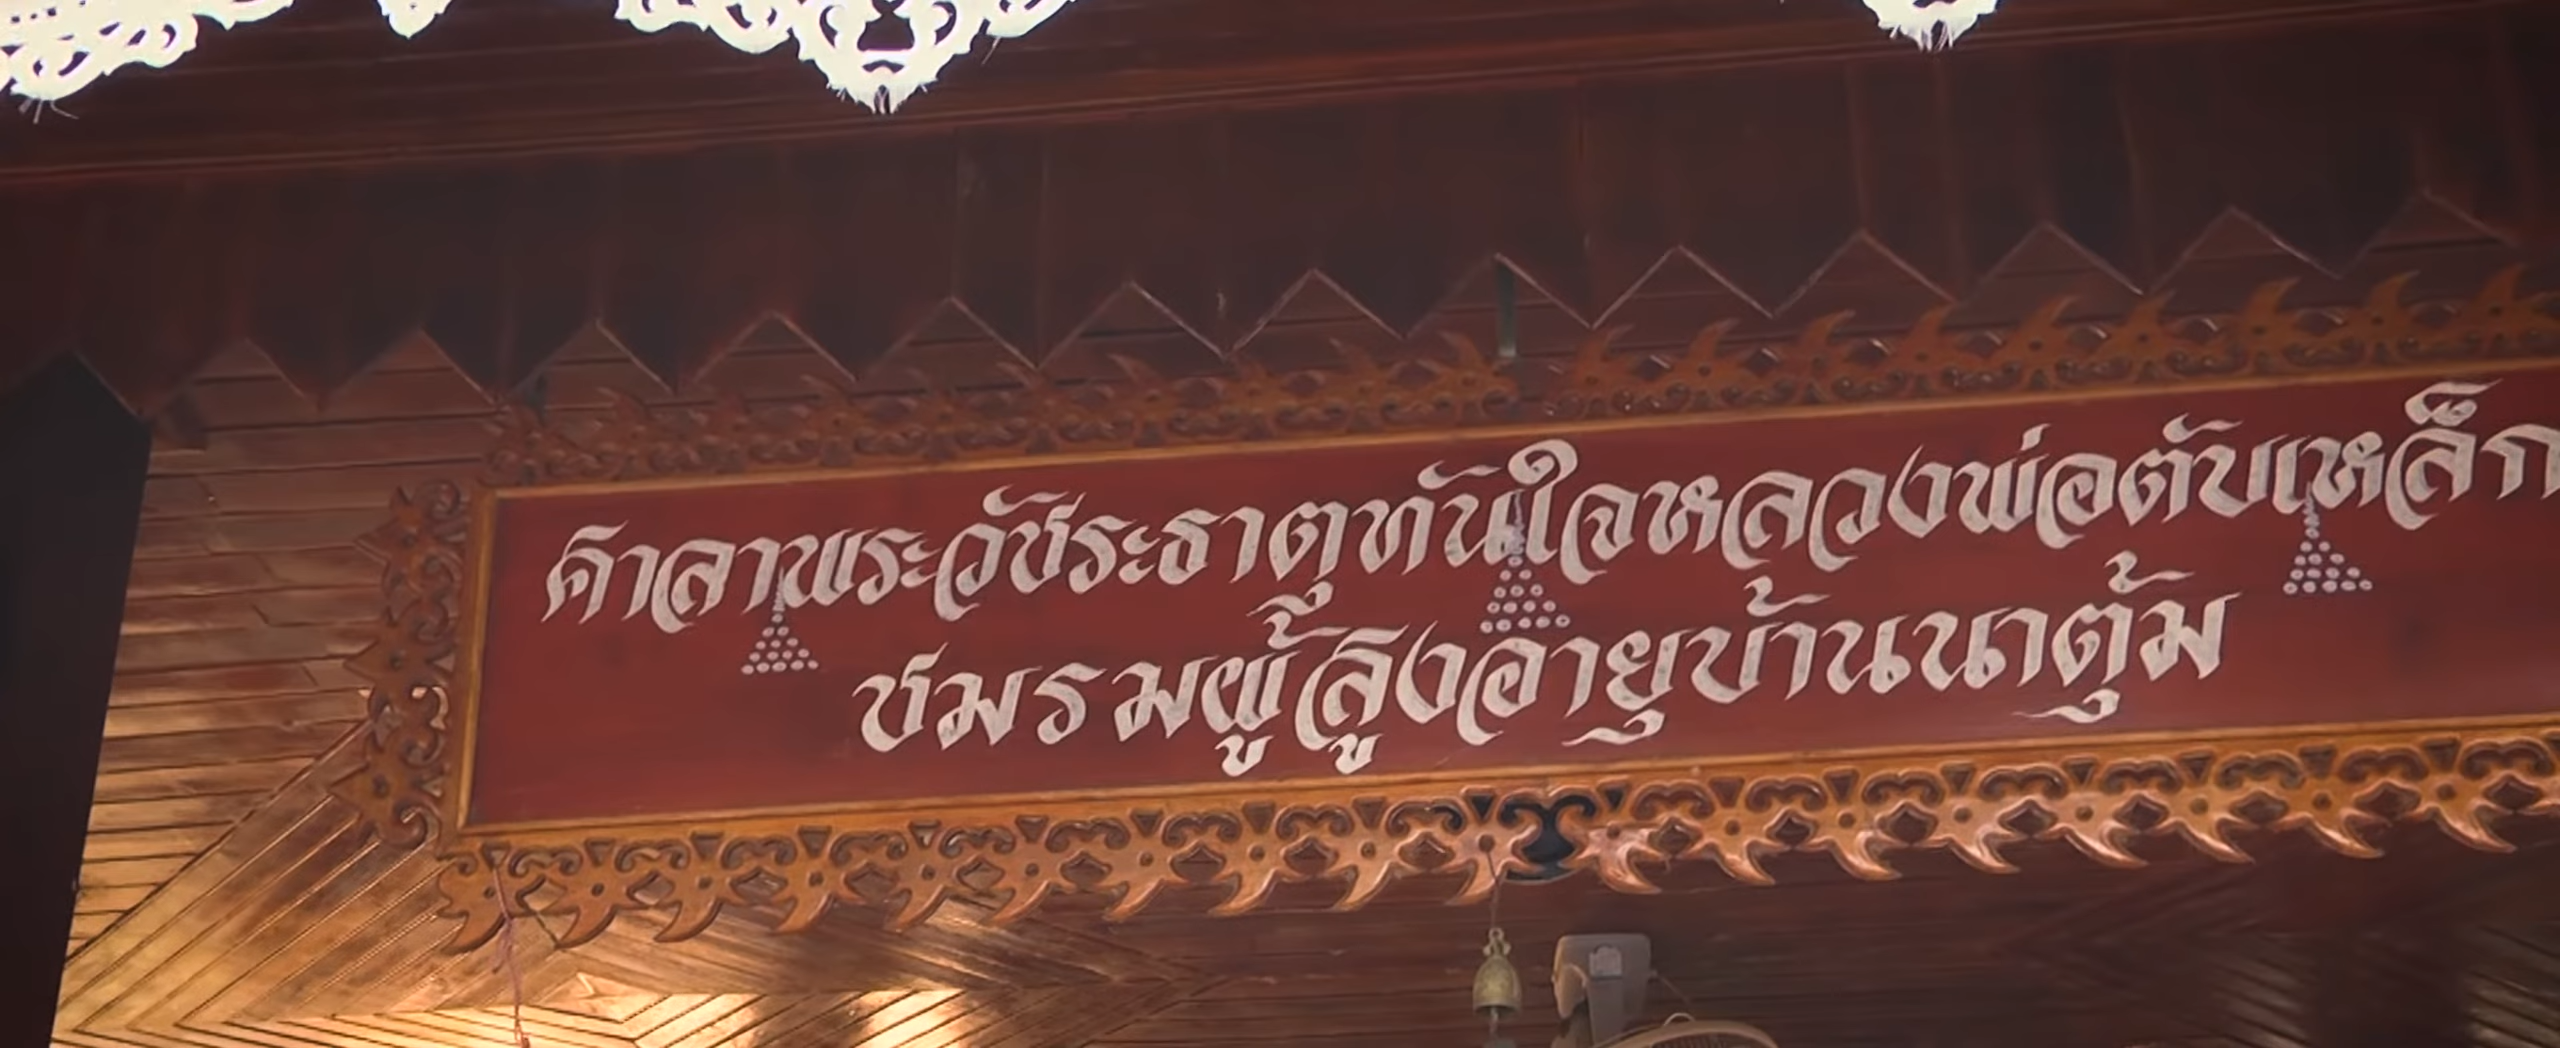 ศาลาพระวัชระธาตุทันใจหลวงพ่อตับเหล็ก
ชมรมผู้สูงอายุบ้านนาตุ้ม